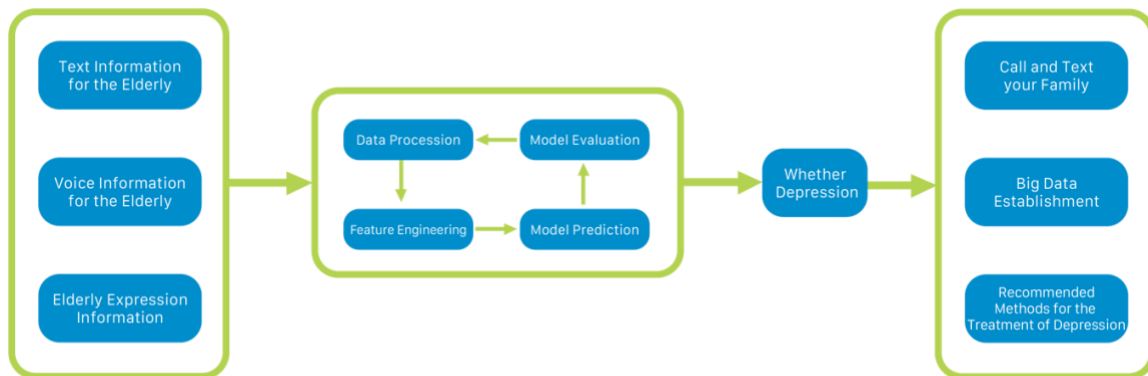 Text Information
for the Elderly
Voice Information
for the Elderly
Elderly Expression
Information
Data Procession
Model Evaluation
Feature Engineering
Model Prediction
Whether
Depression
Call and Text
your Family
Big Data
Establishment
Recommended
Methods for the
Treatment of Depression